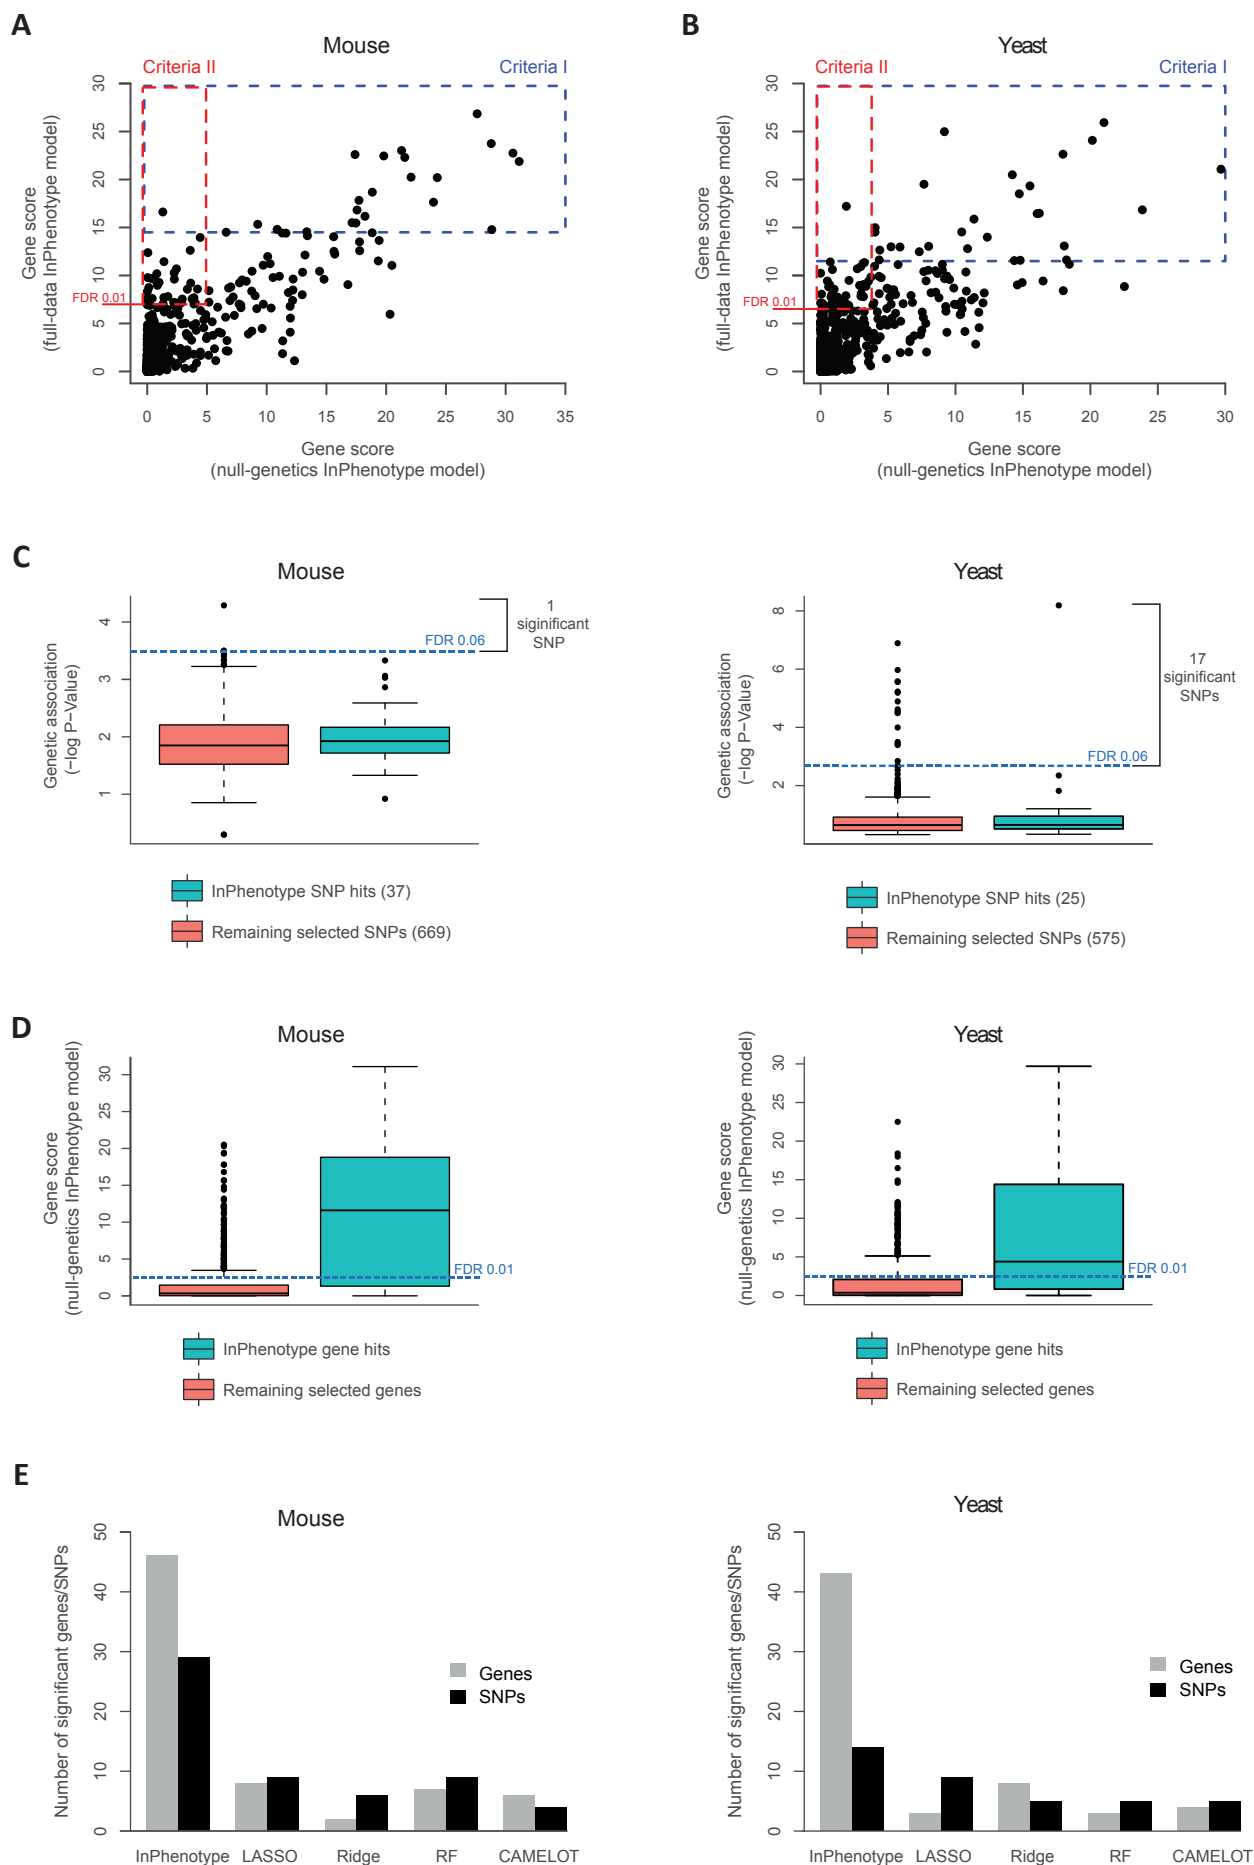 A
Mouse
Criteria II
Criteria I
30
25
20
15
10
5
0
FDR 0.01
Gene score
(full-data InPhenotype model)
0 5 10 15 20 25 30 35
Gene score
(null-genetics InPhenotype model)
B
Yeast
Criteria II
Criteria I
30
25
20
15
10
5
0
FDR 0.01
Gene score
(full-data InPhenotype model)
0 5 10 15 20 25 30
Gene score
(null-genetics InPhenotype model)
C
Mouse
4
3
2
1
Genetic association
(−log P−Value)
FDR 0.06
1
siginificant
SNP
InPhenotype SNP hits (37)
Remaining selected SNPs (669)
Yeast
8
6
4
2
Genetic association
(−log P−Value)
FDR 0.06
17
siginificant
SNPs
InPhenotype SNP hits (25)
Remaining selected SNPs (575)
D
Mouse
30
25
20
15
10
5
0
Gene score
(null-genetics InPhenotype model)
FDR 0.01
InPhenotype gene hits
Remaining selected genes
Yeast
30
25
20
15
10
5
0
Gene score
(null-genetics InPhenotype model)
FDR 0.01
InPhenotype gene hits
Remaining selected genes
E
Mouse
50
40
30
20
10
0
Number of significant genes/SNPs
Genes
SNPs
InPhenotype LASSO Ridge RF CAMELOT
Yeast
50
40
30
20
10
0
Number of significant genes/SNPs
Genes
SNPs
InPhenotype LASSO Ridge RF CAMELOT